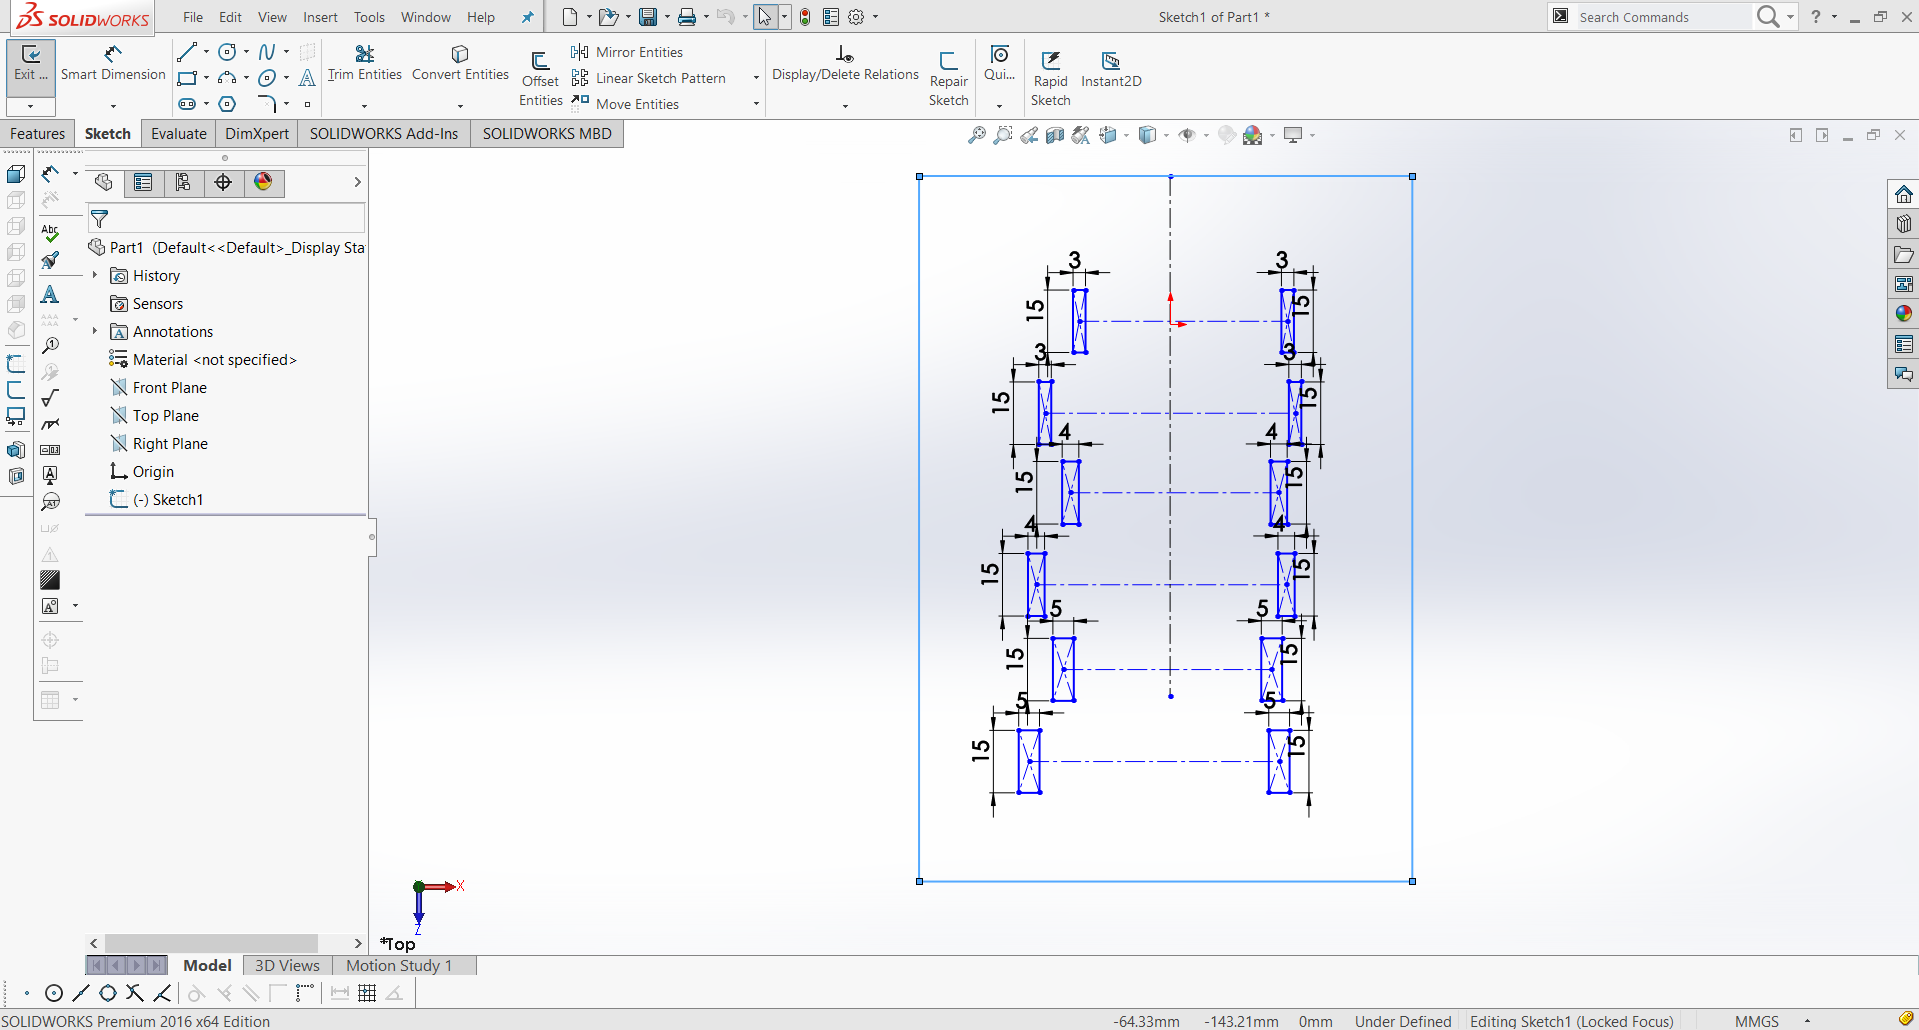 SOLIDWORKS
File Edit View Insert Tools Window Help
Sketch1 of Part1 *
Search Commands
?
Exit ...
Smart Dimension
Trim Entities
Convert Entities
Offset
Entities
Mirror Entities
Linear Sketch Pattern
Move Entities
Display/Delete Relations
Repair
Sketch
Qui...
Rapid
Sketch
Instant2D
Features Sketch Evaluate DimXpert SOLIDWORKS Add-Ins SOLIDWORKS MBD
Abc
Part1 (Default<<Default>_Display Sta
History
Sensors
Annotations
Material <not specified>
Front Plane
Top Plane
Right Plane
Origin
(-) Sketch1
3 3
15 15
3 3
15 15
4 4
15 15
4 4
15 15
5 5
15 15
5 5
15 15
X
Z
*Top
Model 3D Views Motion Study 1
SOLIDWORKS Premium 2016 x64 Edition
-64.33mm -143.21mm 0mm Under Defined Editing Sketch1 (Locked Focus) MMGS